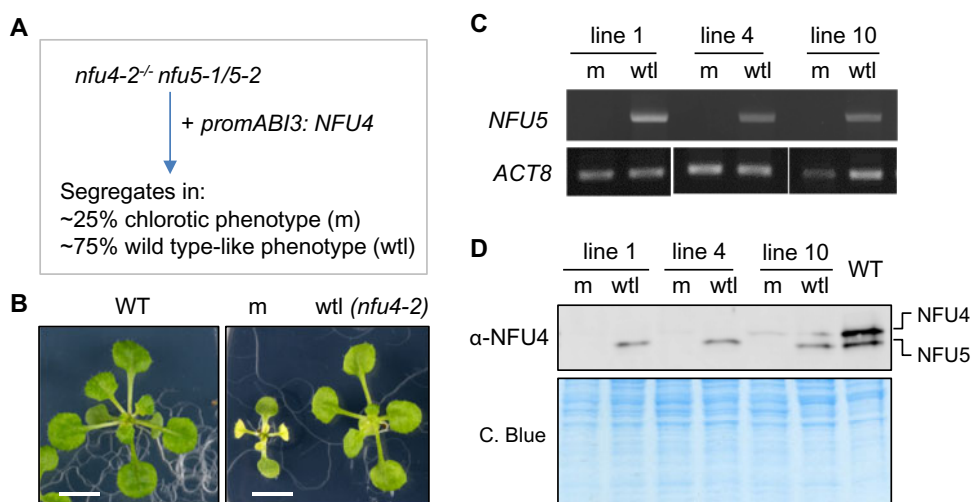 A
nfu4-2-/- nfu5-1/5-2
+ promABI3: NFU4
Segregates in:
~25% chlorotic phenotype (m)
~75% wild type-like phenotype (wtl)
B
WT
m
wtl (nfu4-2)
C
line 1
line 4
line 10
m
wtl
m
wtl
m
wtl
NFU5
ACT8
D
line 1
line 4
line 10
WT
m
wtl
m
wtl
m
wtl
α-NFU4
NFU4
NFU5
C. Blue